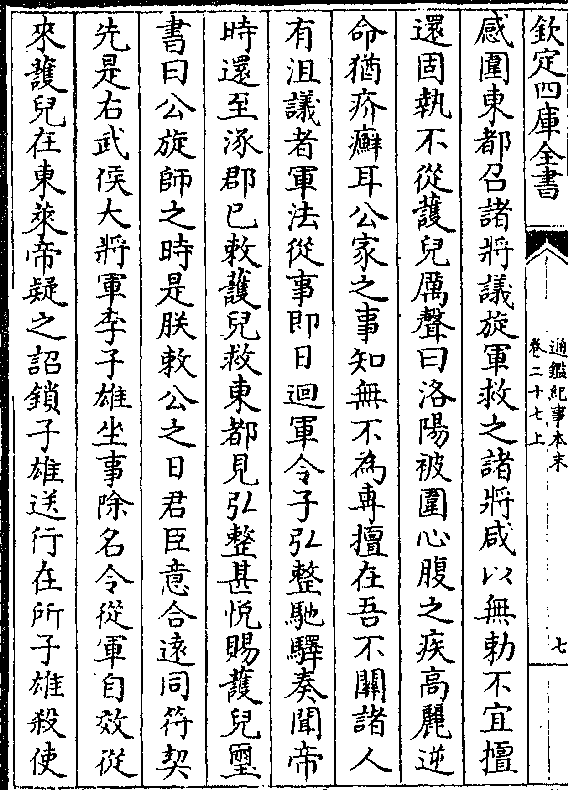 欽定四庫全書
通鑑紀事本末
卷二十七上
七
感圍東都召諸將議旋軍救之諸將咸以無勅不宜擅
還固執不從護兒厲聲曰洛陽被圍心腹之疾高麗逆
命猶疥癬耳公家之事知無不為專擅在吾不關諸人
有沮議者軍法從事即日迴軍令子弘整馳驛奏聞帝
時還至涿郡已敕護兒救東都見弘整甚悅賜護兒璽
書曰公旋師之時是朕敕公之日君臣意合遠同符契
先是右武侯大將軍李子雄坐事除名令從軍自效從
來護兒在東萊帝疑之詔鎖子雄送行在所子雄殺使